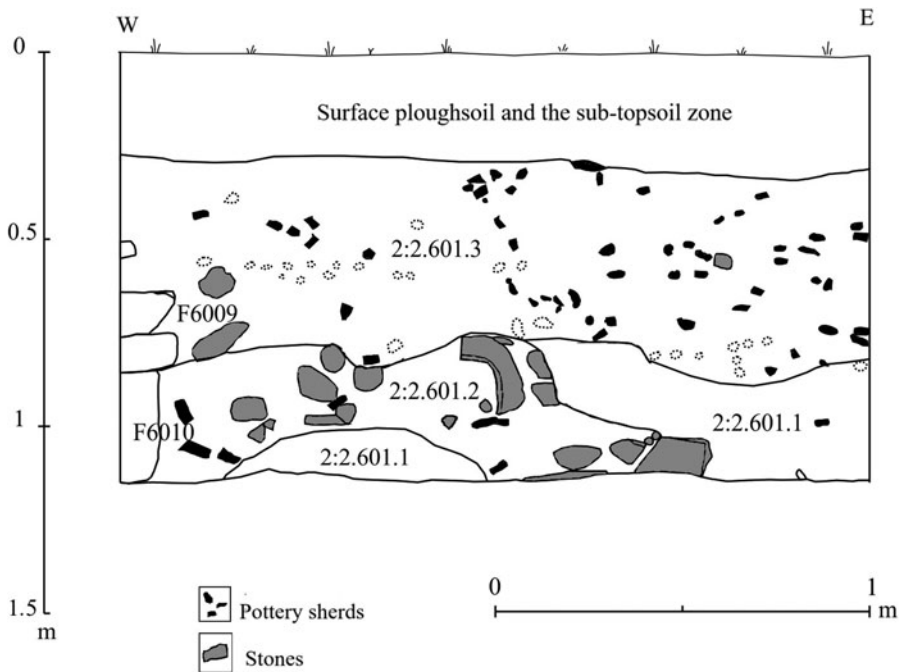 W
E
0
Surface ploughsoil and the sub-topsoil zone
0.5
2:2.601.3
F6009
2:2.601.2
2:2.601.1
1
F6010
2:2.601.1
0
1
m
1.5
m
Pottery sherds
Stones